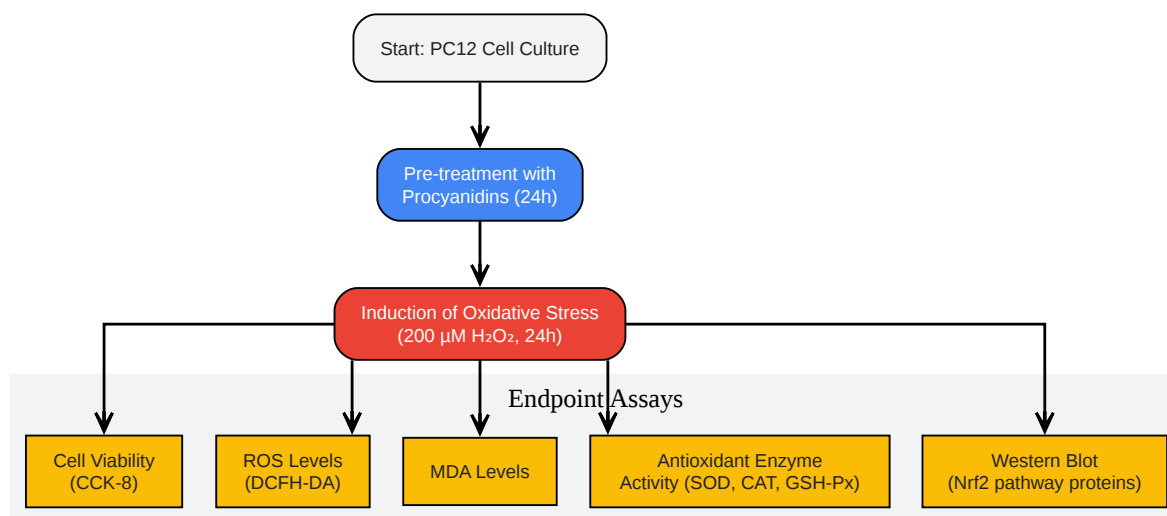 Start: PC12 Cell Culture
Pre-treatment with
Procyanidins (24h)
Induction of Oxidative Stress
(200 µM H₂O₂, 24h)
Endpoint Assays
Cell Viability
(CCK-8)
ROS Levels
(DCFH-DA)
MDA Levels
Antioxidant Enzyme
Activity (SOD, CAT, GSH-Px)
Western Blot
(Nrf2 pathway proteins)